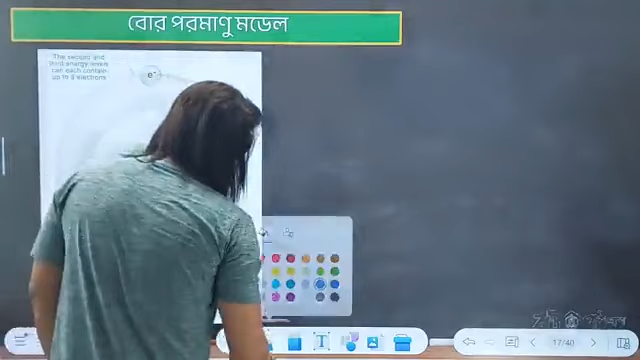 বোর পরমাণু মডেল
The second and
third energy levels
can each contain
up to 8 electrons
e⁻
T
17/40